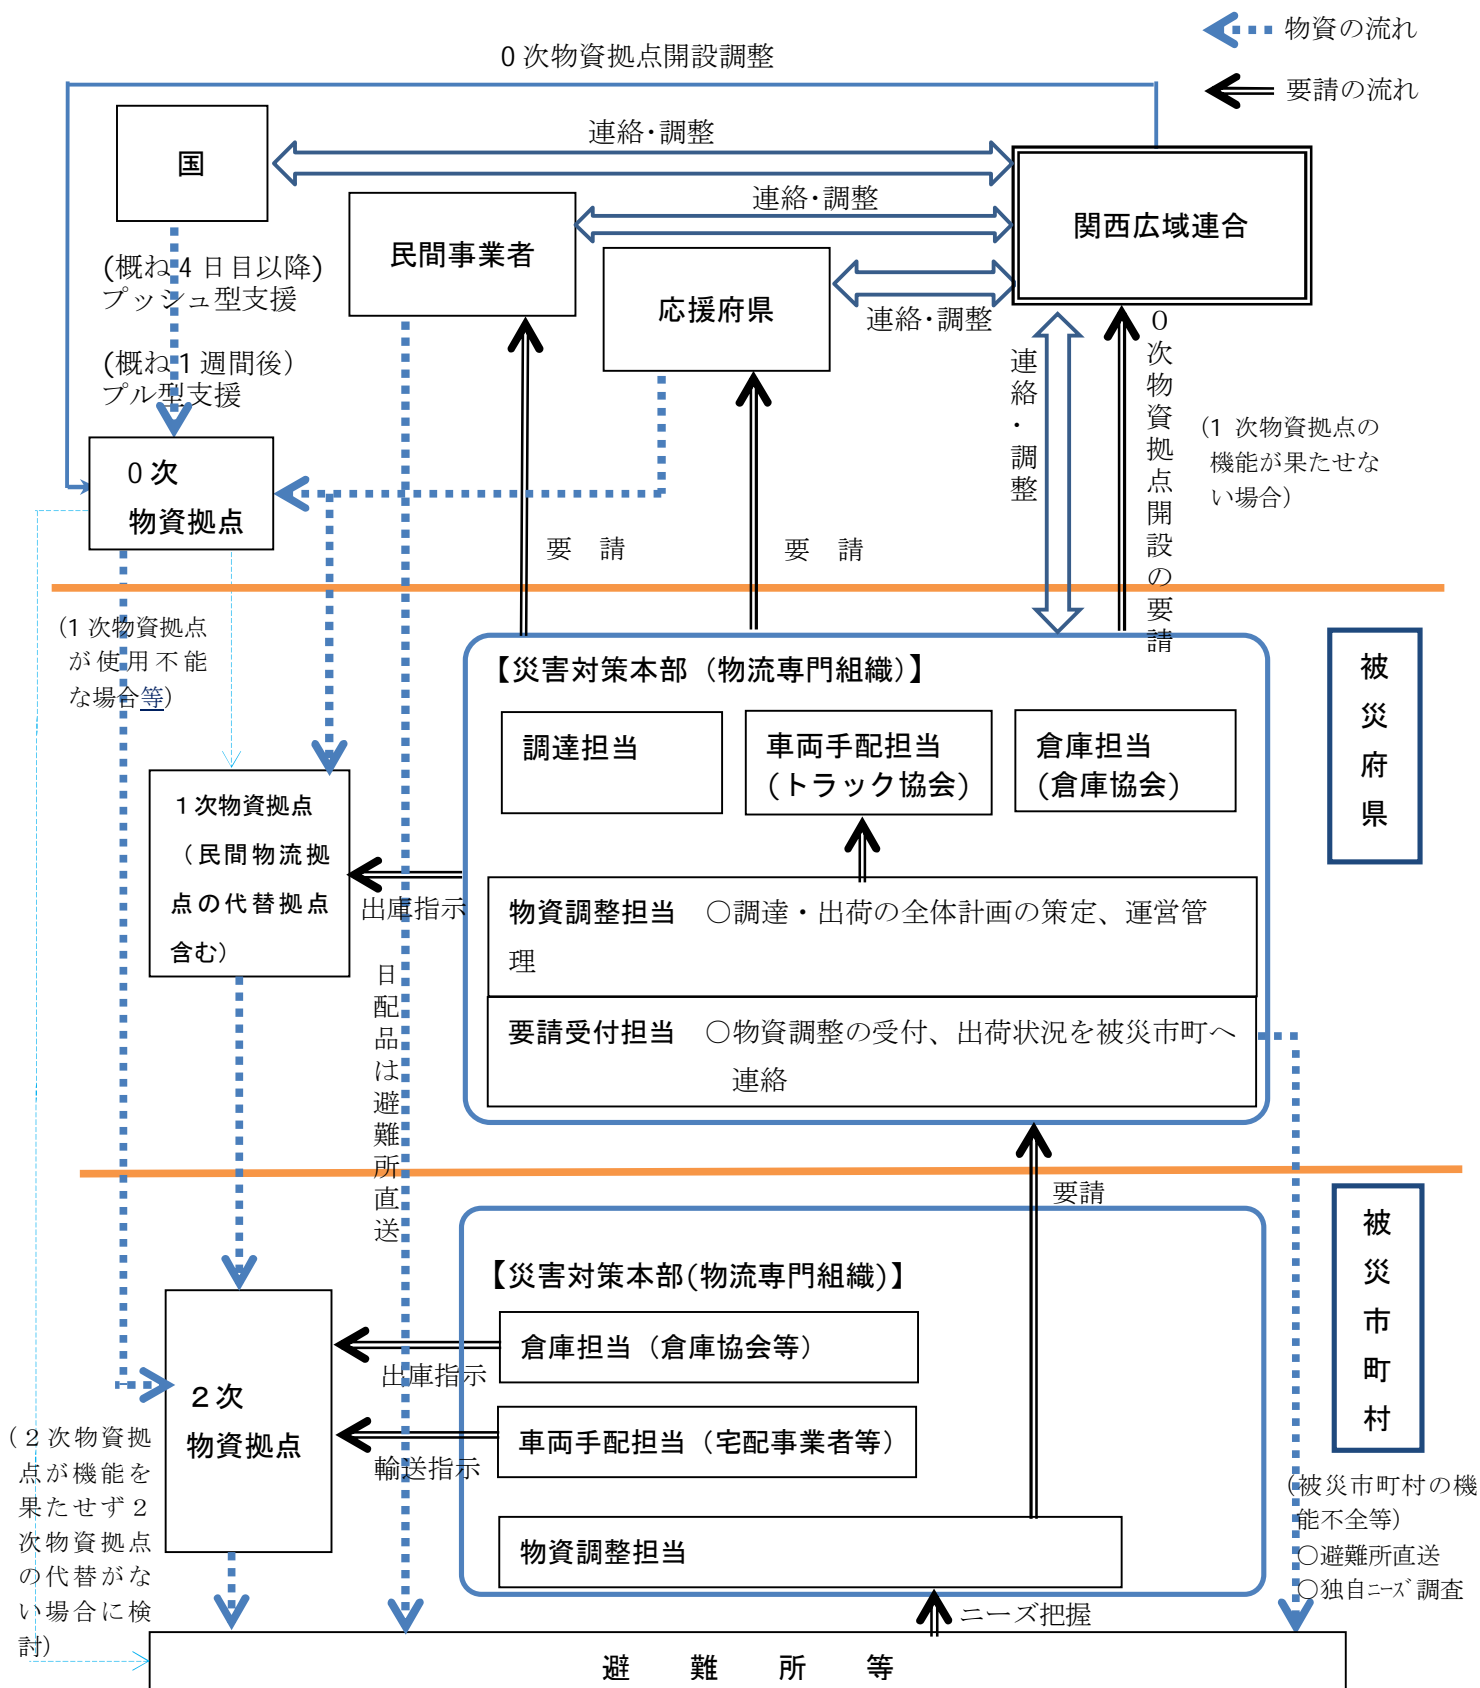 物資の流れ
要請の流れ
0次物資拠点開設調整
国
連絡・調整
民間事業者
連絡・調整
関西広域連合
応援府県
連絡・調整
(概ね4日目以降)
プッシュ型支援
(概ね1週間後)
プル型支援
0次
物資拠点
連絡・調整
0次物資拠点開設の要請
(1次物資拠点の
機能が果たせな
い場合)
要 請
要 請
(1次物資拠点
が使用不能
な場合等)
【災害対策本部(物流専門組織)】
調達担当
車両手配担当
(トラック協会)
倉庫担当
(倉庫協会)
被災府県
1次物資拠点
(民間物流拠
点の代替拠点
含む)
出庫指示
物資調整担当 ○調達・出荷の全体計画の策定、運営管
理
要請受付担当 ○物資調整の受付、出荷状況を被災市町へ
連絡
日配品は避難所直送
要請
被災市町村
【災害対策本部(物流専門組織)】
倉庫担当(倉庫協会等)
出庫指示
車両手配担当(宅配事業者等)
輸送指示
2次
物資拠点
物資調整担当
(2次物資拠
点が機能を
果たせず2
次物資拠点
の代替がな
い場合に検
討)
(被災市町村の機
能不全等)
○避難所直送
○独自ニーズ調査
ニーズ把握
避 難 所 等